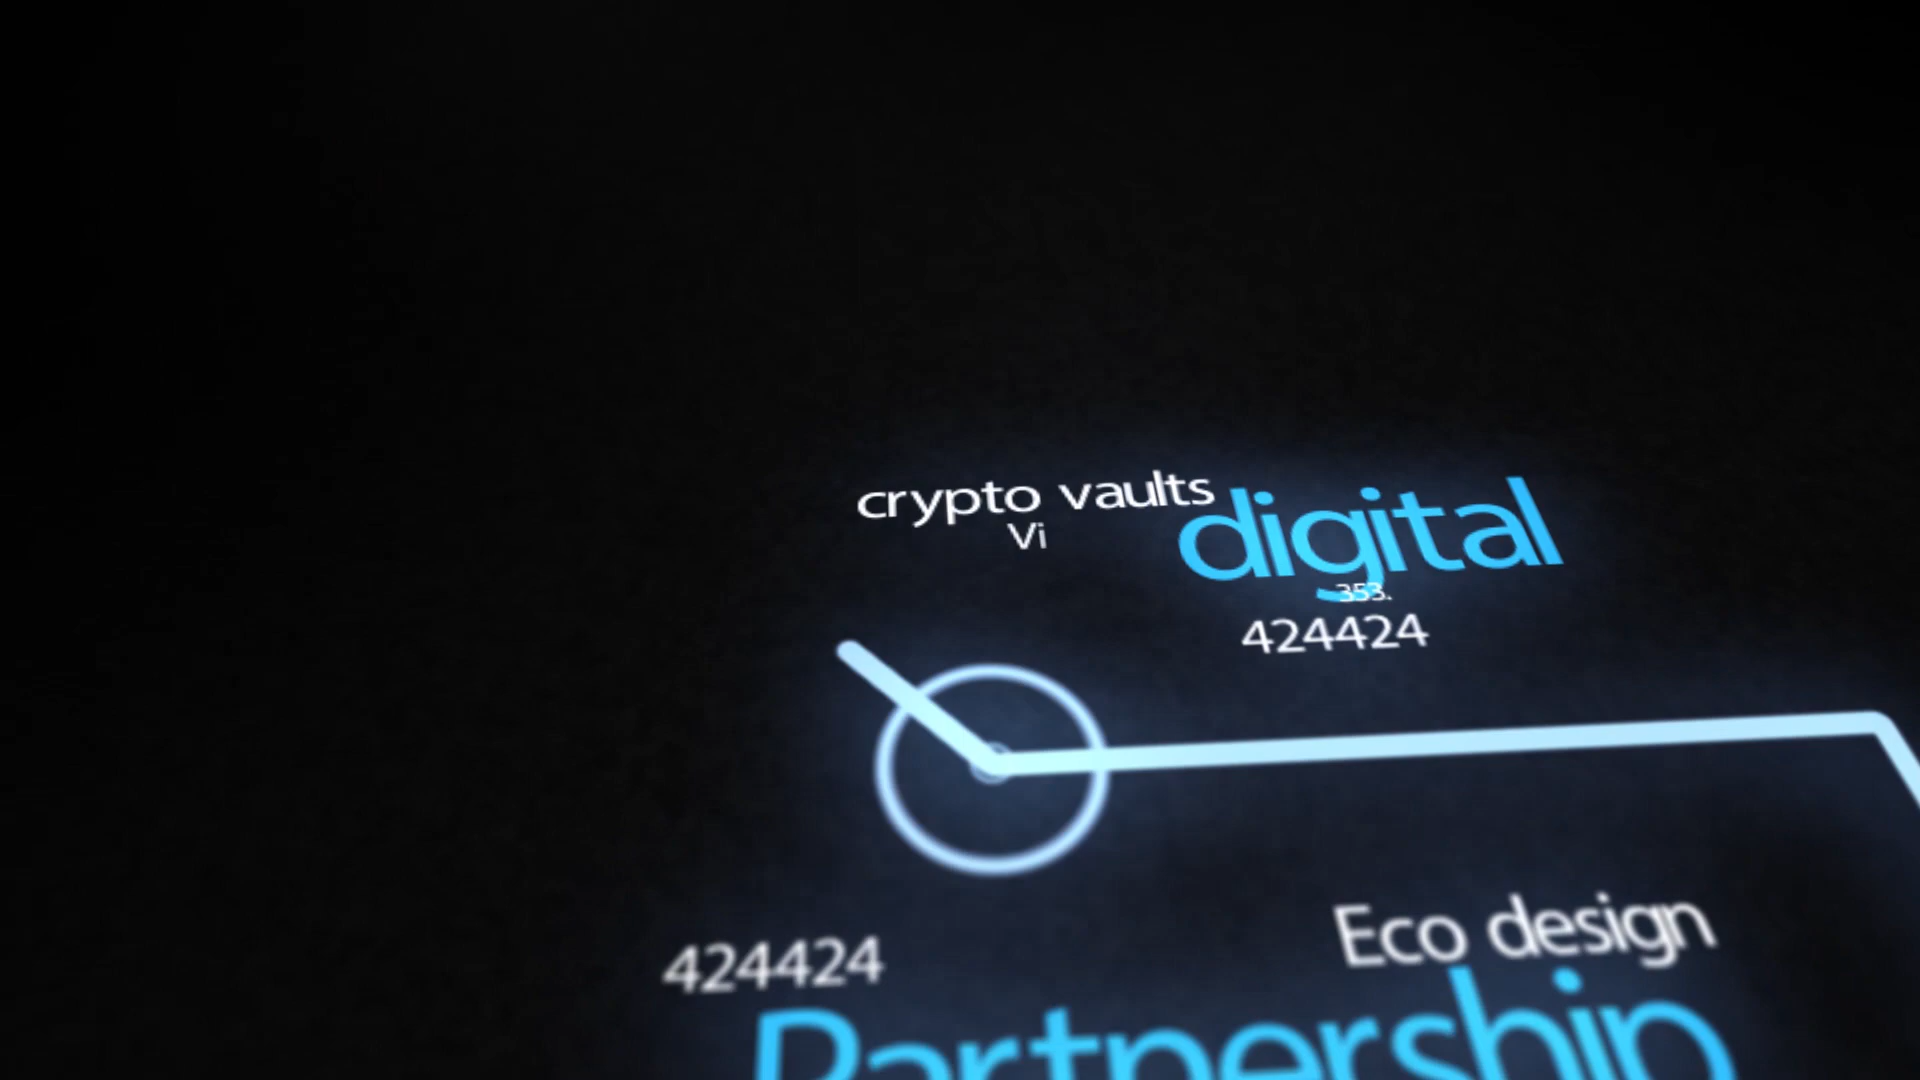 crypto vaults
Vi
digital
353.
424424
Eco design
424424
Partnership